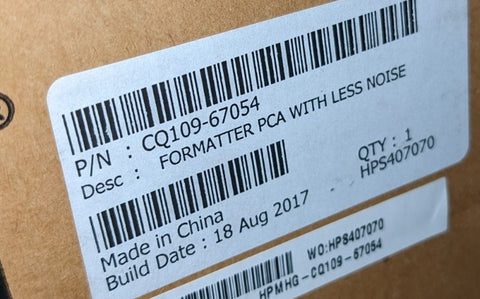 P/N : CQ109-67054
Desc : FORMATTER PCA WITH LESS NOISE
QTY : 1
HPS407070
Made in China
Build Date : 18 Aug 2017
WO:HPS407070
HPMHG-CQ109-67054